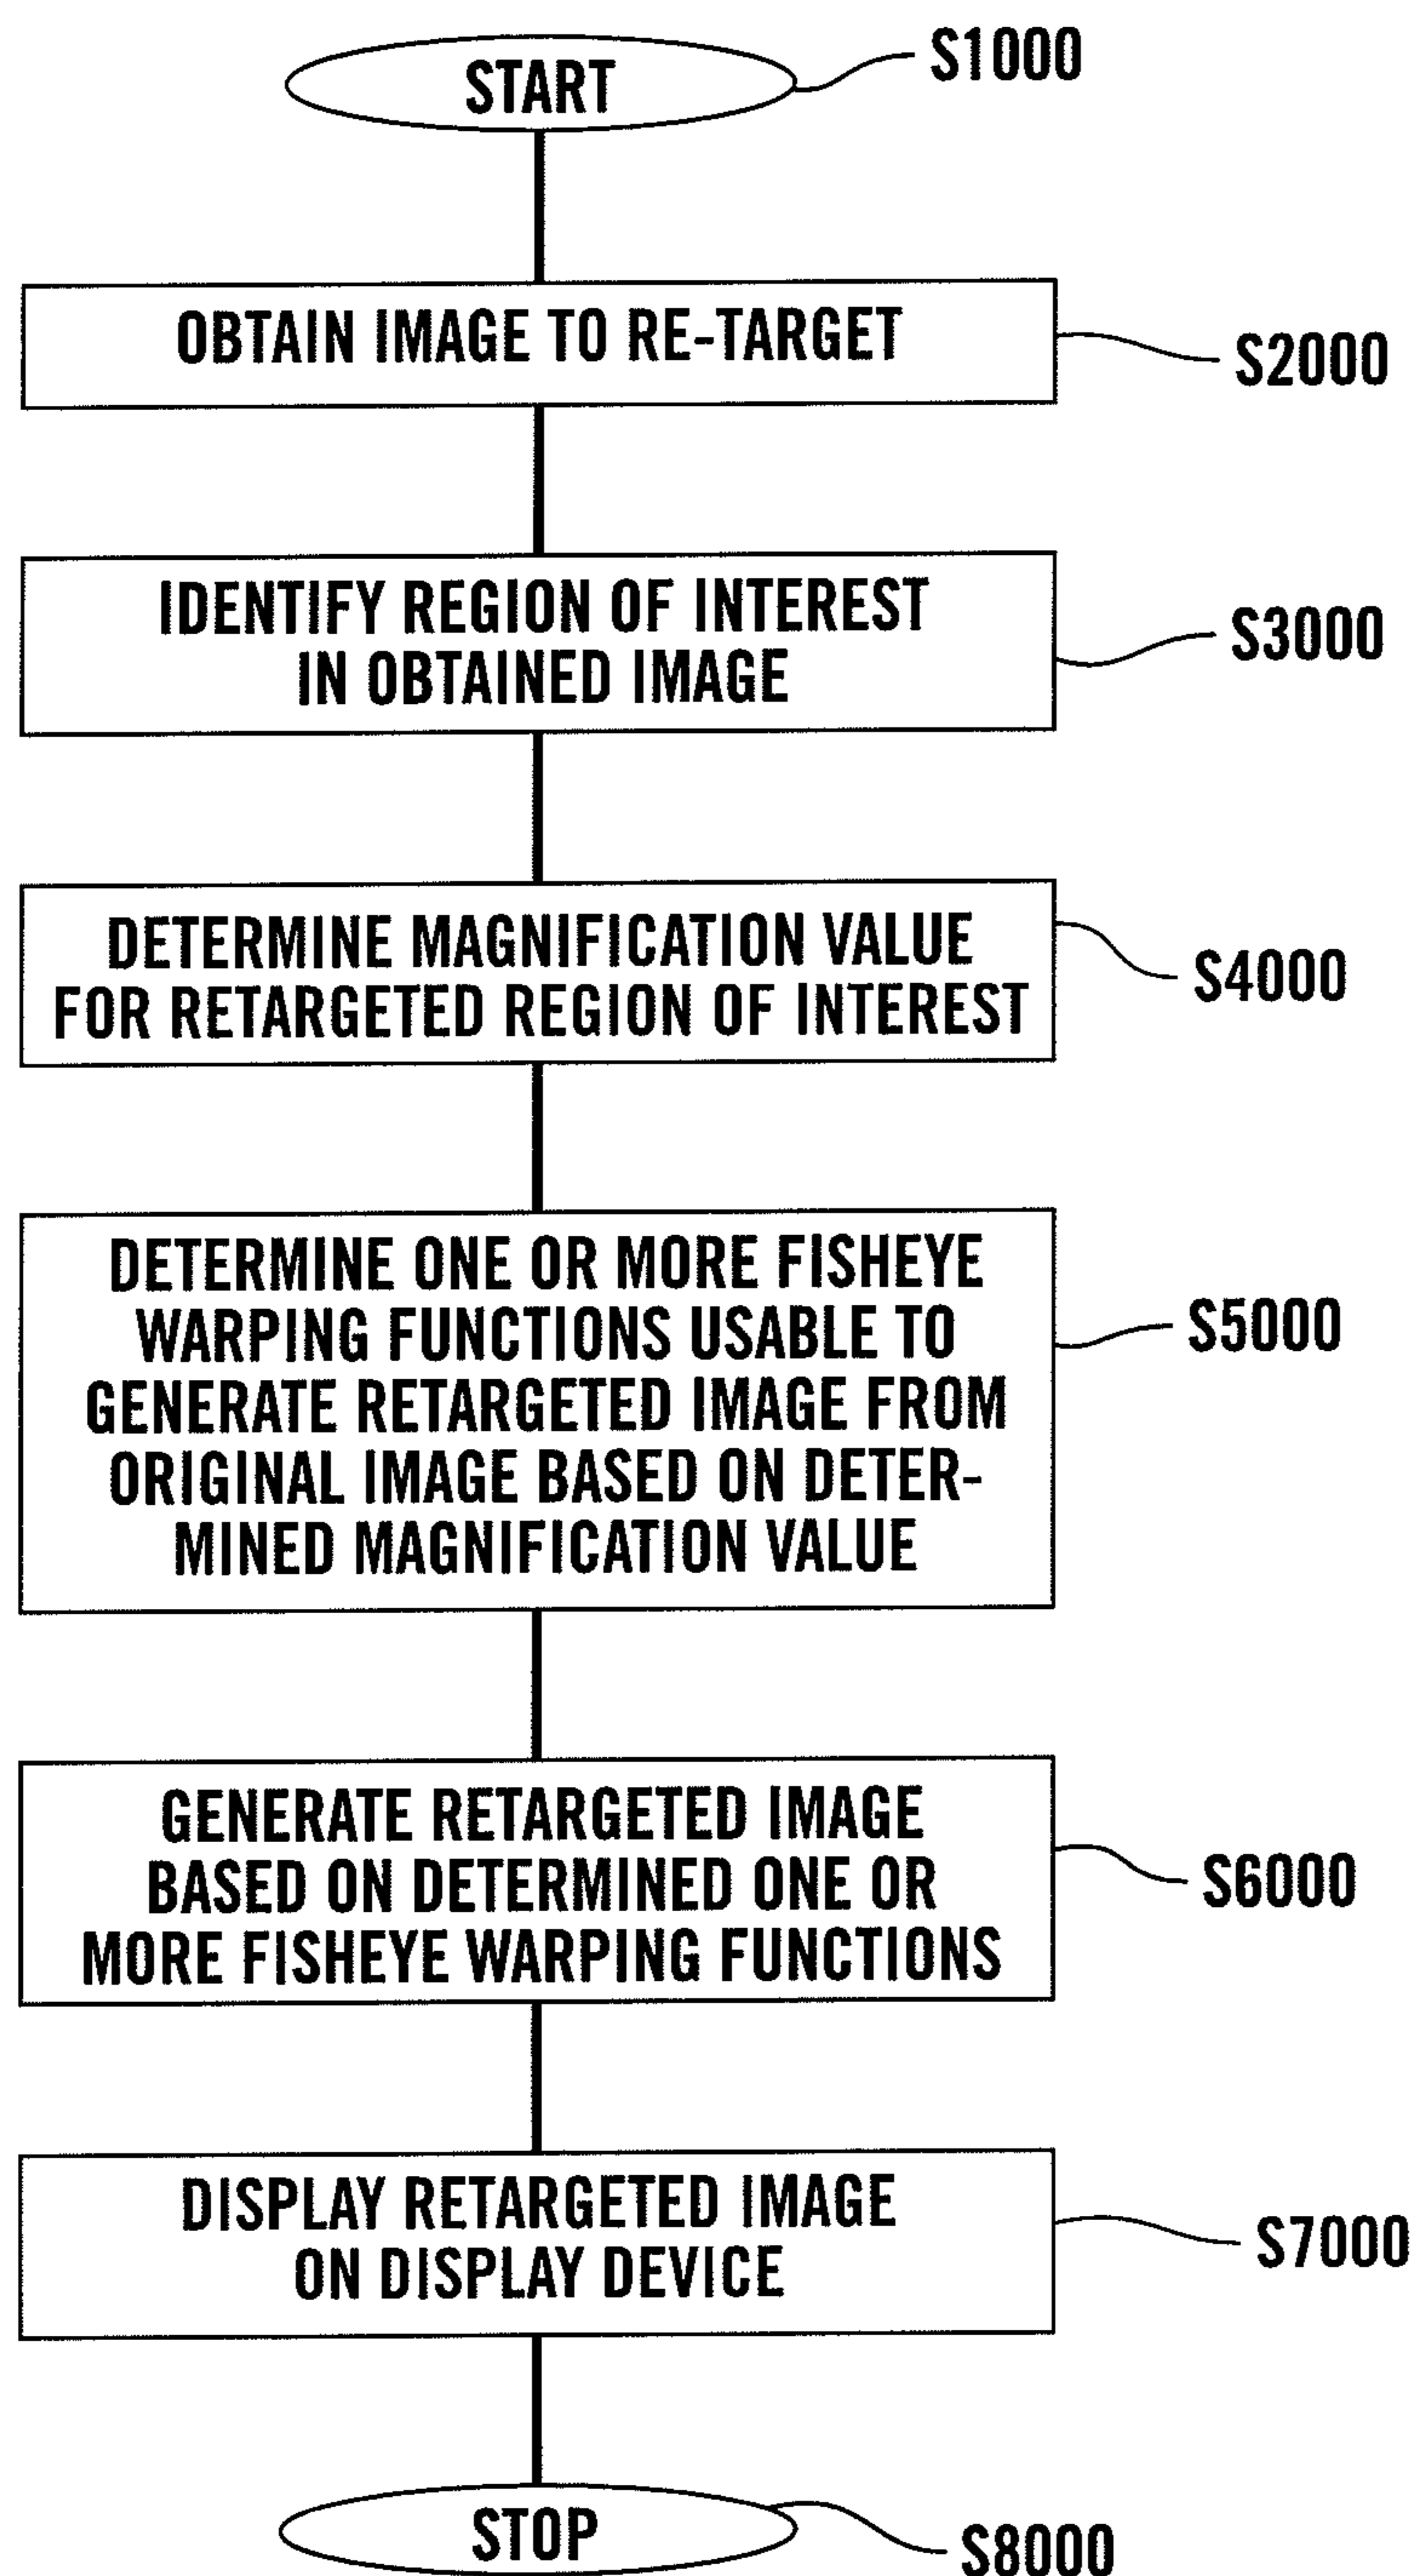 START
S1000
OBTAIN IMAGE TO RE-TARGET
S2000
IDENTIFY REGION OF INTEREST
IN OBTAINED IMAGE
S3000
DETERMINE MAGNIFICATION VALUE
FOR RETARGETED REGION OF INTEREST
S4000
DETERMINE ONE OR MORE FISHEYE
WARPING FUNCTIONS USABLE TO
GENERATE RETARGETED IMAGE FROM
ORIGINAL IMAGE BASED ON DETER-
MINED MAGNIFICATION VALUE
S5000
GENERATE RETARGETED IMAGE
BASED ON DETERMINED ONE OR
MORE FISHEYE WARPING FUNCTIONS
S6000
DISPLAY RETARGETED IMAGE
ON DISPLAY DEVICE
S7000
STOP
S8000